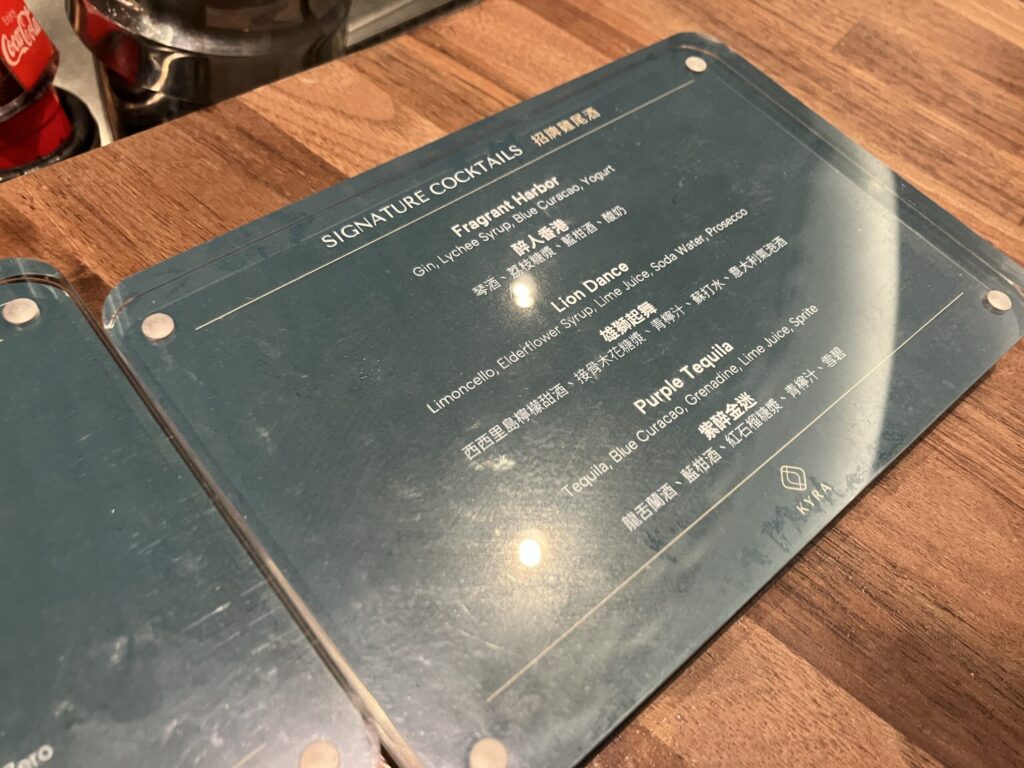 Enjoy
Coca-Cola
SIGNATURE COCKTAILS 招牌雞尾酒
Fragrant Harbor
Gin, Lychee Syrup, Blue Curacao, Yogurt
醉人香港
琴酒、荔枝糖漿、藍柑酒、酸奶
Lion Dance
Limoncello, Elderflower Syrup, Lime Juice, Soda Water, Prosecco
雄獅起舞
西西里島檸檬甜酒、接骨木花糖漿、青檸汁、蘇打水、意大利氣泡酒
Purple Tequila
Tequila, Blue Curacao, Grenadine, Lime Juice, Sprite
紫醉金迷
龍舌蘭酒、藍柑酒、紅石榴糖漿、青檸汁、雪碧
KYRA
Zero